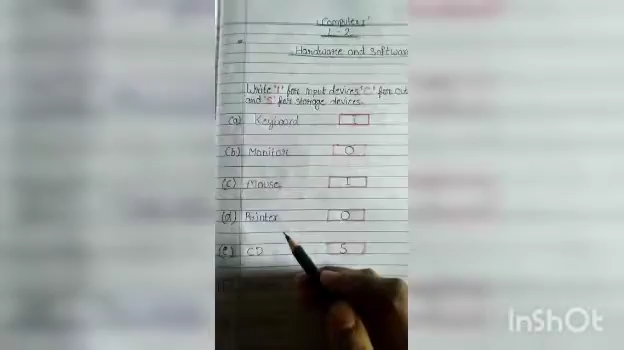 Computers'
L-2
Hardware and Softwar
Write 'I' for input devices 'O' for out
and 'S' for storage devices.
(a) Keyboard I
(b) Monitor O
(c) Mouse I
(d) Printer O
(e) CD S
InShOt